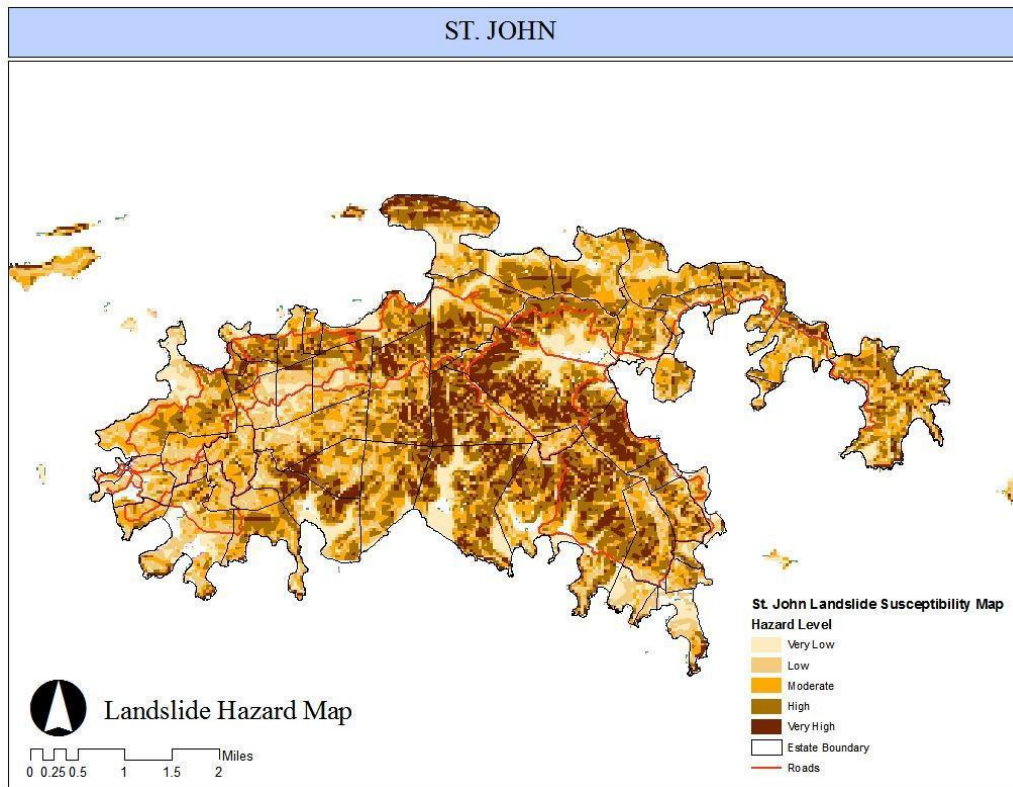 ST. JOHN
St. John Landslide Susceptibility Map
Hazard Level
Very Low
Low
Moderate
High
Very High
Estate Boundary
Roads
Landslide Hazard Map
Miles
0 0.25 0.5 1 1.5 2